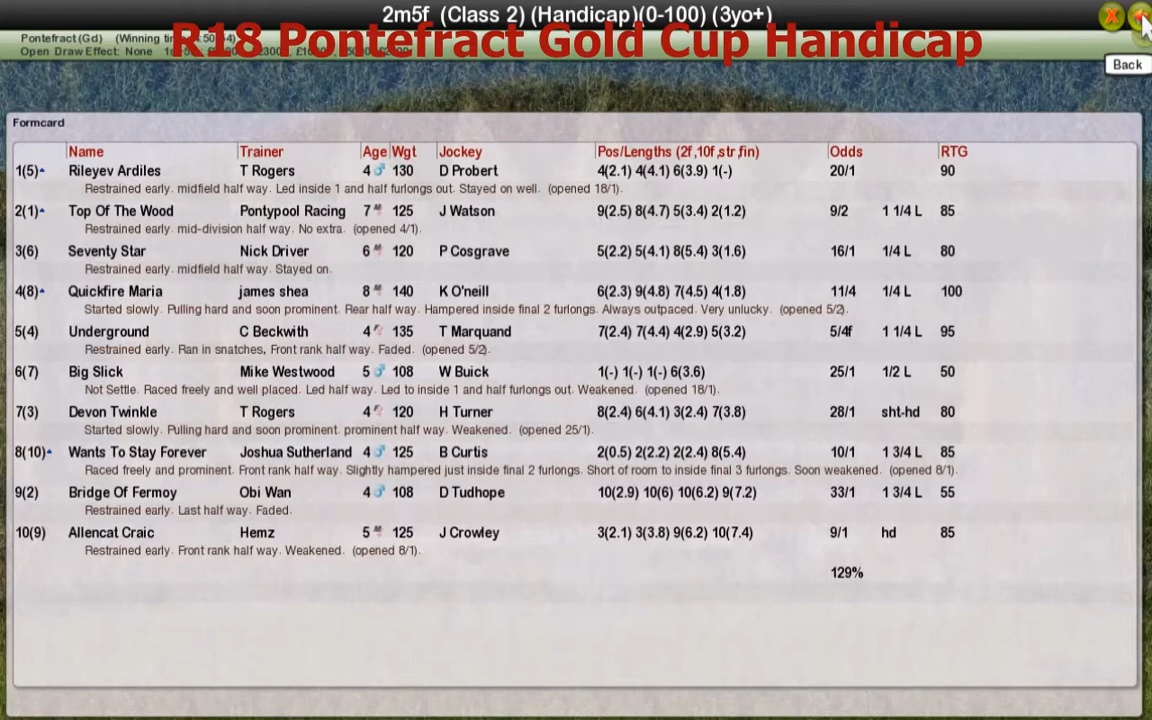 2m5f (Class 2) (Handicap)(0-100) (3yo+)
R18 Pontefract Gold Cup Handicap
Pontefract(Gd) (Winning
Open Draw Effect: None
Back
Formcard
Name Trainer Age Wgt Jockey Pos/Lengths (2f,10f,str,fin) Odds RTG
1(5) Rileyev Ardiles T Rogers 4 130 D Probert 4(2.1) 4(4.1) 6(3.9) 1(-) 20/1 90
Restrained early. midfield half way. Led inside 1 and half furlongs out. Stayed on well. (opened 18/1).
2(1) Top Of The Wood Pontypool Racing 7 125 J Watson 9(2.5) 8(4.7) 5(3.4) 2(1.2) 9/2 1 1/4 L 85
Restrained early. mid-division half way. No extra. (opened 4/1).
3(6) Seventy Star Nick Driver 6 120 P Cosgrave 5(2.2) 5(4.1) 8(5.4) 3(1.6) 16/1 1/4 L 80
Restrained early. midfield half way. Stayed on.
4(8) Quickfire Maria james shea 8 140 K O'neill 6(2.3) 9(4.8) 7(4.5) 4(1.8) 11/4 1/4 L 100
Started slowly. Pulling hard and soon prominent. Rear half way. Hampered inside final 2 furlongs. Always outpaced. Very unlucky. (opened 5/2).
5(4) Underground C Beckwith 4 135 T Marquand 7(2.4) 7(4.4) 4(2.9) 5(3.2) 5/4f 1 1/4 L 95
Restrained early. Ran in snatches, Front rank half way. Faded. (opened 5/2).
6(7) Big Slick Mike Westwood 5 108 W Buick 1(-) 1(-) 1(-) 6(3.6) 25/1 1/2 L 50
Not Settle. Raced freely and well placed. Led half way. Led to inside 1 and half furlongs out. Weakened. (opened 18/1).
7(3) Devon Twinkle T Rogers 4 120 H Turner 8(2.4) 6(4.1) 3(2.4) 7(3.8) 28/1 sht-hd 80
Started slowly. Pulling hard and soon prominent. prominent half way. Weakened. (opened 25/1).
8(10) Wants To Stay Forever Joshua Sutherland 4 125 B Curtis 2(0.5) 2(2.2) 2(2.4) 8(5.4) 10/1 1 3/4 L 85
Raced freely and prominent. Front rank half way. Slightly hampered just inside final 2 furlongs. Short of room to inside final 3 furlongs. Soon weakened. (opened 8/1).
9(2) Bridge Of Fermoy Obi Wan 4 108 D Tudhope 10(2.9) 10(6) 10(6.2) 9(7.2) 33/1 1 3/4 L 55
Restrained early. Last half way. Faded.
10(9) Allencat Craic Hemz 5 125 J Crowley 3(2.1) 3(3.8) 9(6.2) 10(7.4) 9/1 hd 85
Restrained early. Front rank half way. Weakened. (opened 8/1).
129%